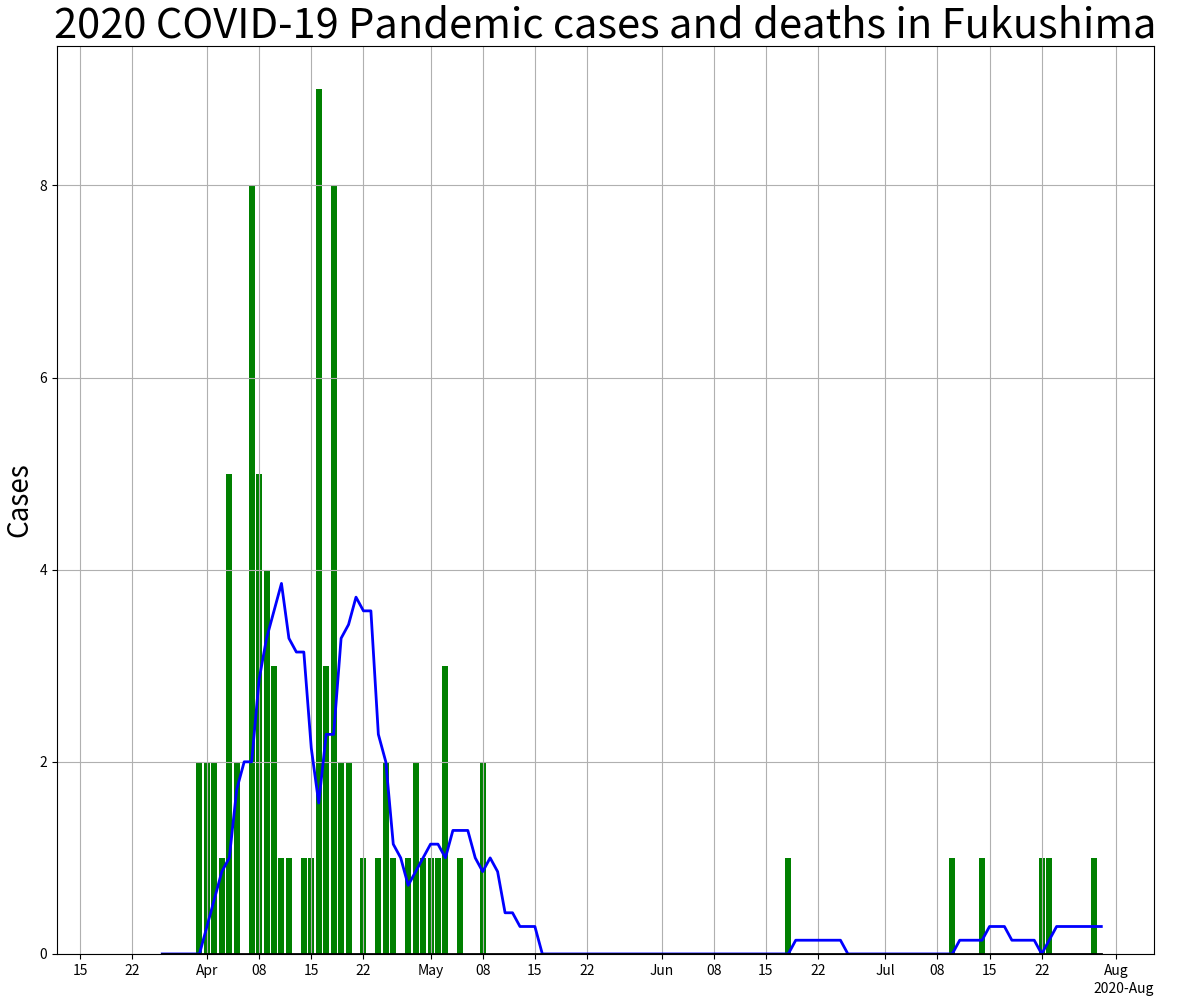 2020 COVID-19 Pandemic cases and deaths in Fukushima
Cases
8
6
4
2
0
15 22 Apr 08 15 22 May 08 15 22 Jun 08 15 22 Jul 08 15 22 Aug
2020-Aug